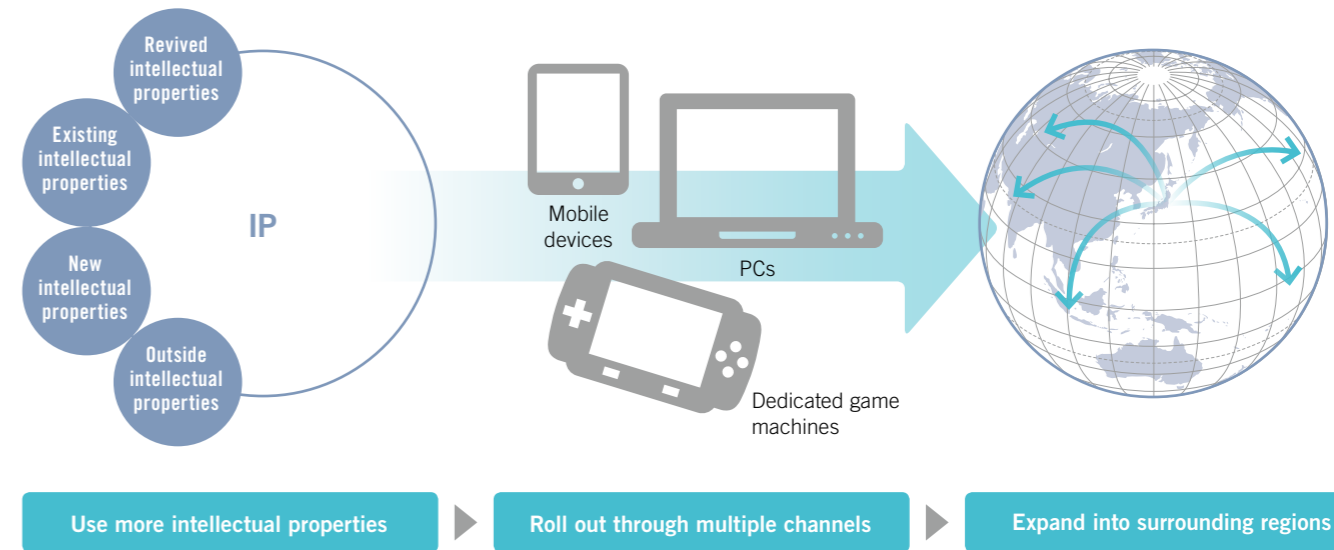 Revived
intellectual
properties
Existing
intellectual
properties
New
intellectual
properties
Outside
intellectual
properties
IP
Mobile
devices
PCs
Dedicated game
machines
Use more intellectual properties
Roll out through multiple channels
Expand into surrounding regions